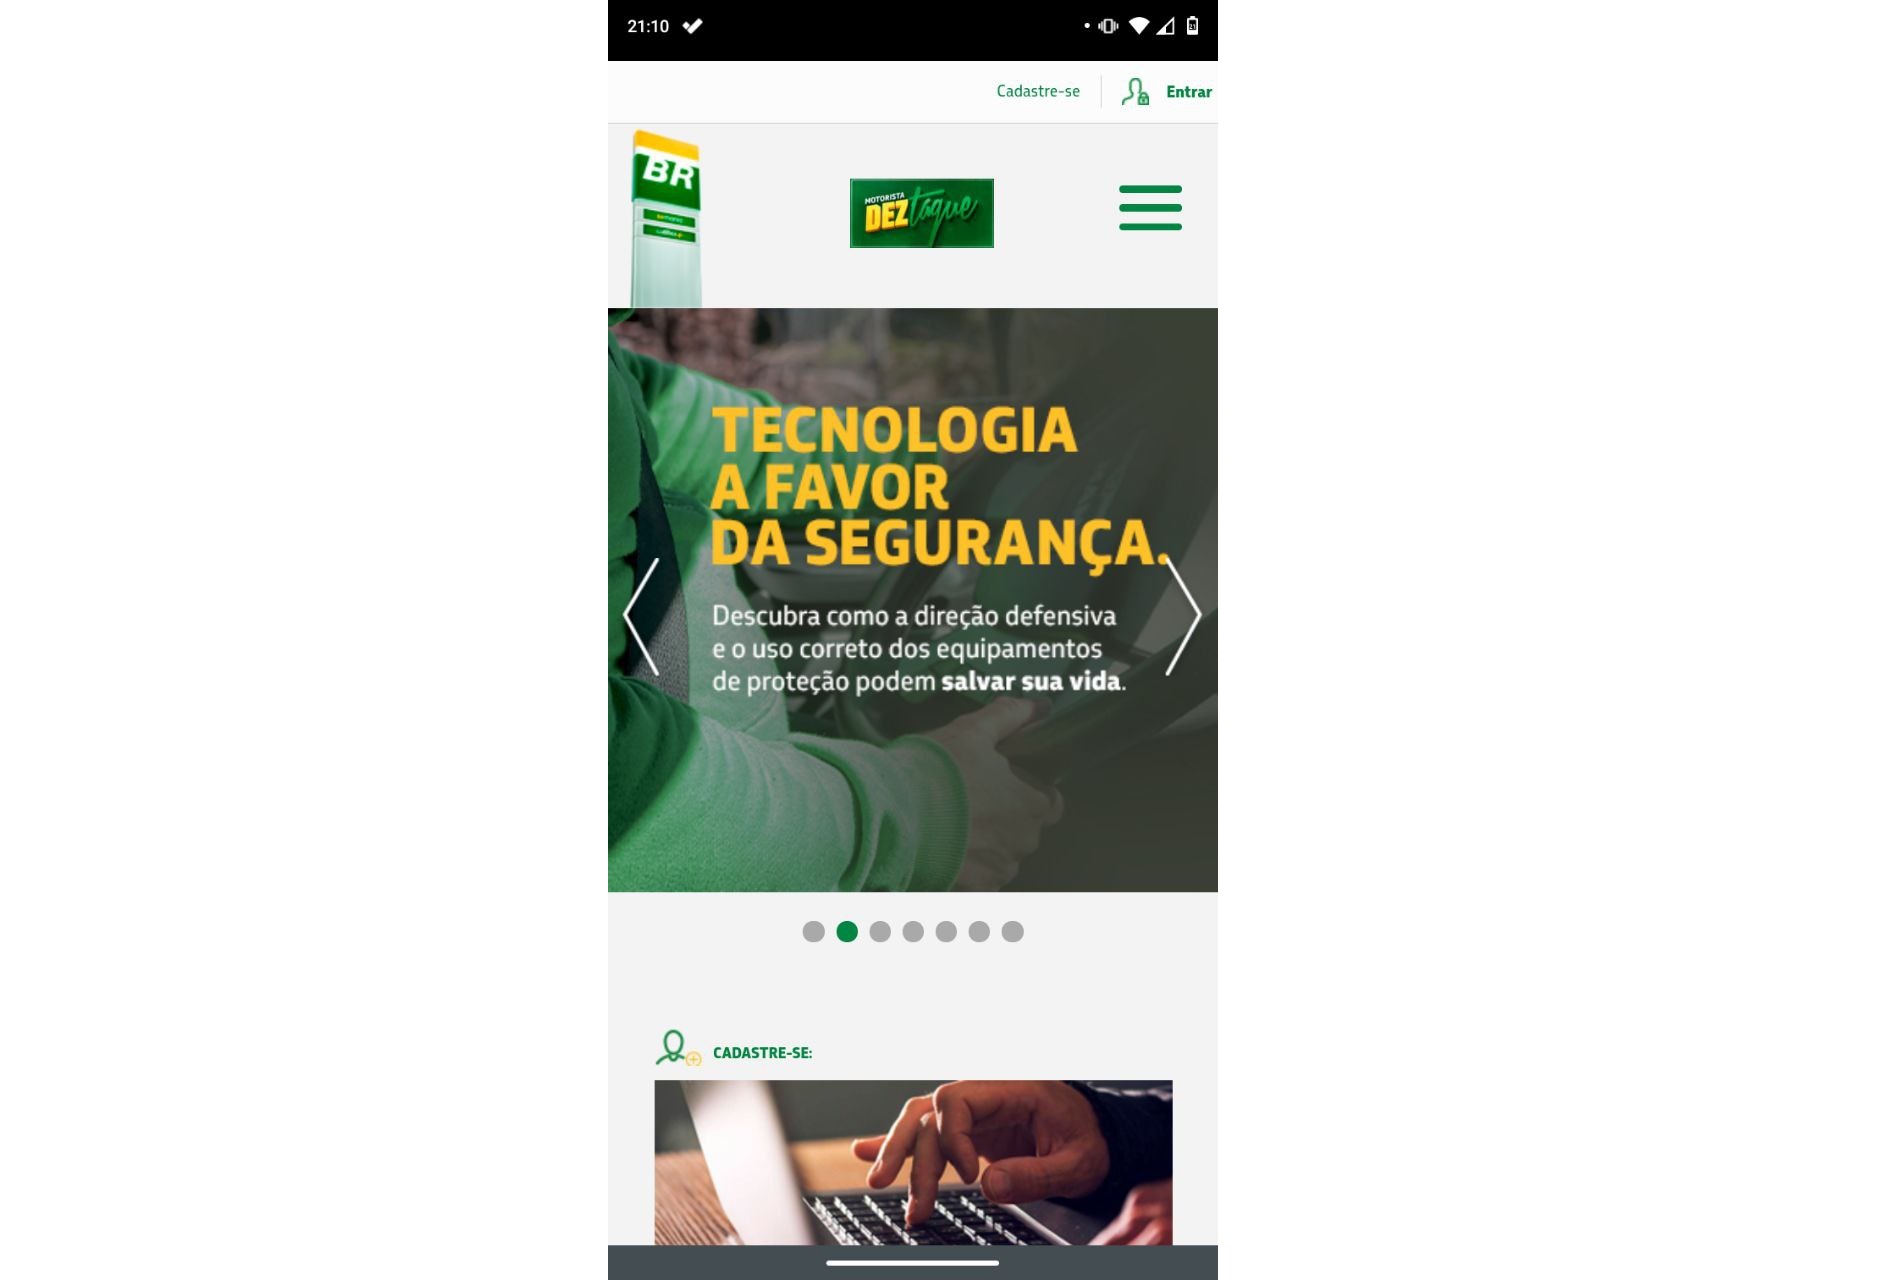 21:10
Cadastre-se
Entrar
BR
MOTORISTA
DEZtaque
TECNOLOGIA
A FAVOR
DA SEGURANÇA.
Descubra como a direção defensiva
e o uso correto dos equipamentos
de proteção podem salvar sua vida.
CADASTRE-SE: